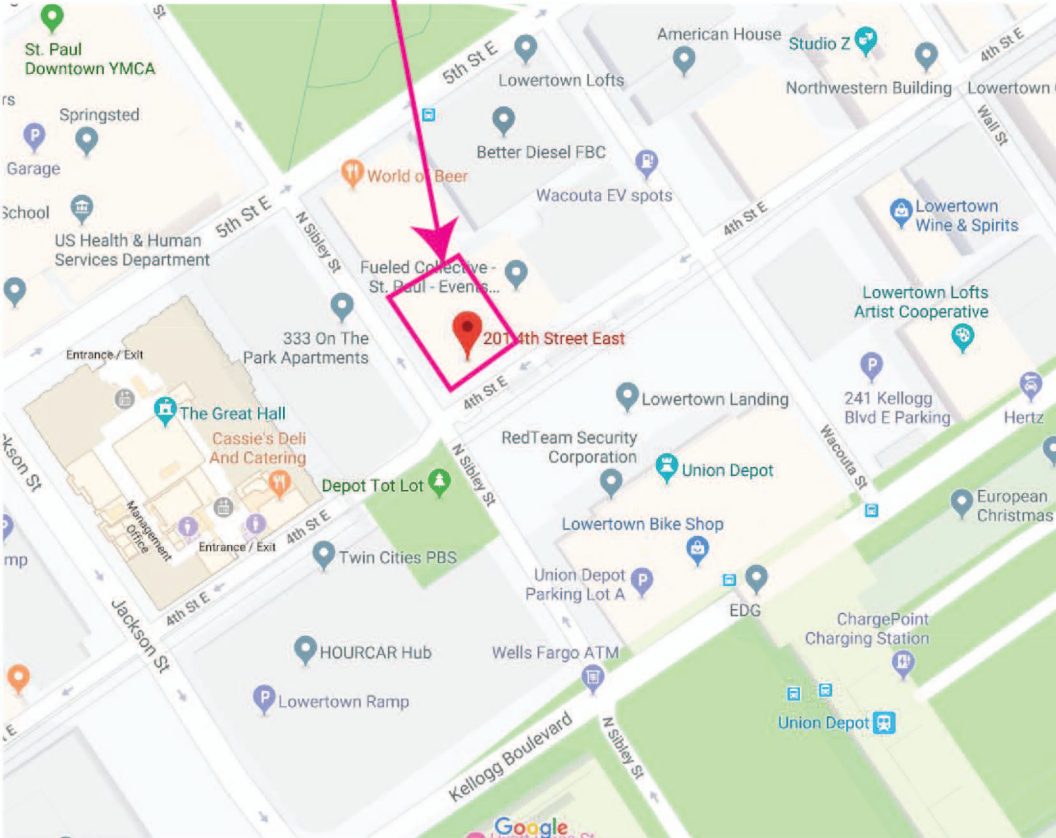 St
St. Paul
Downtown YMCA
5th St E
Lowertown Lofts
American House
Studio Z
4th St E
Northwestern Building
Lowertown
rs
Springsted
Garage
Better Diesel FBC
Wall St
World of Beer
Wacouta EV spots
School
US Health & Human
Services Department
5th St E
N Sibley St
4th St E
Lowertown
Wine & Spirits
Fueled Collective -
St. Paul - Events...
Lowertown Lofts
Artist Cooperative
333 On The
Park Apartments
201 4th Street East
Entrance / Exit
The Great Hall
4th St E
Lowertown Landing
241 Kellogg
Blvd E Parking
Hertz
Cassie's Deli
And Catering
RedTeam Security
Corporation
Wacouta St
kson St
Depot Tot Lot
N Sibley St
Union Depot
European
Christmas
Management
Office
Entrance / Exit
4th St E
Lowertown Bike Shop
mp
Twin Cities PBS
Union Depot
Parking Lot A
EDG
4th St E
Jackson St
ChargePoint
Charging Station
HOURCAR Hub
Wells Fargo ATM
Lowertown Ramp
Union Depot
E
Kellogg Boulevard
N Sibley St
Google